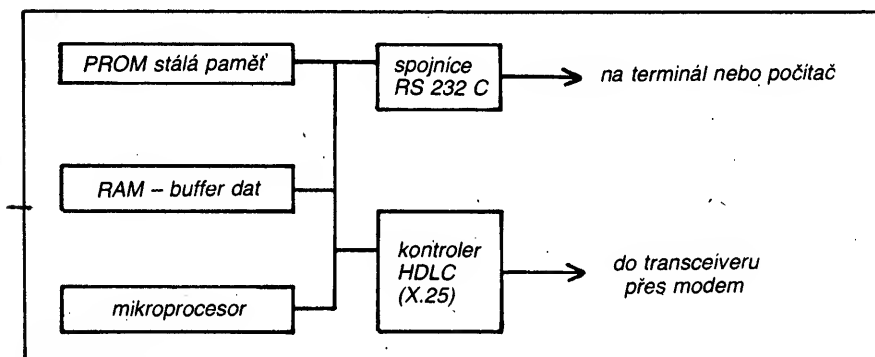 PROM stálá paměť
spojnice
RS 232 C
na terminál nebo počítač
RAM – buffer dat
kontroler
HDLC
(X.25)
do transceiveru
přes modem
mikroprocesor